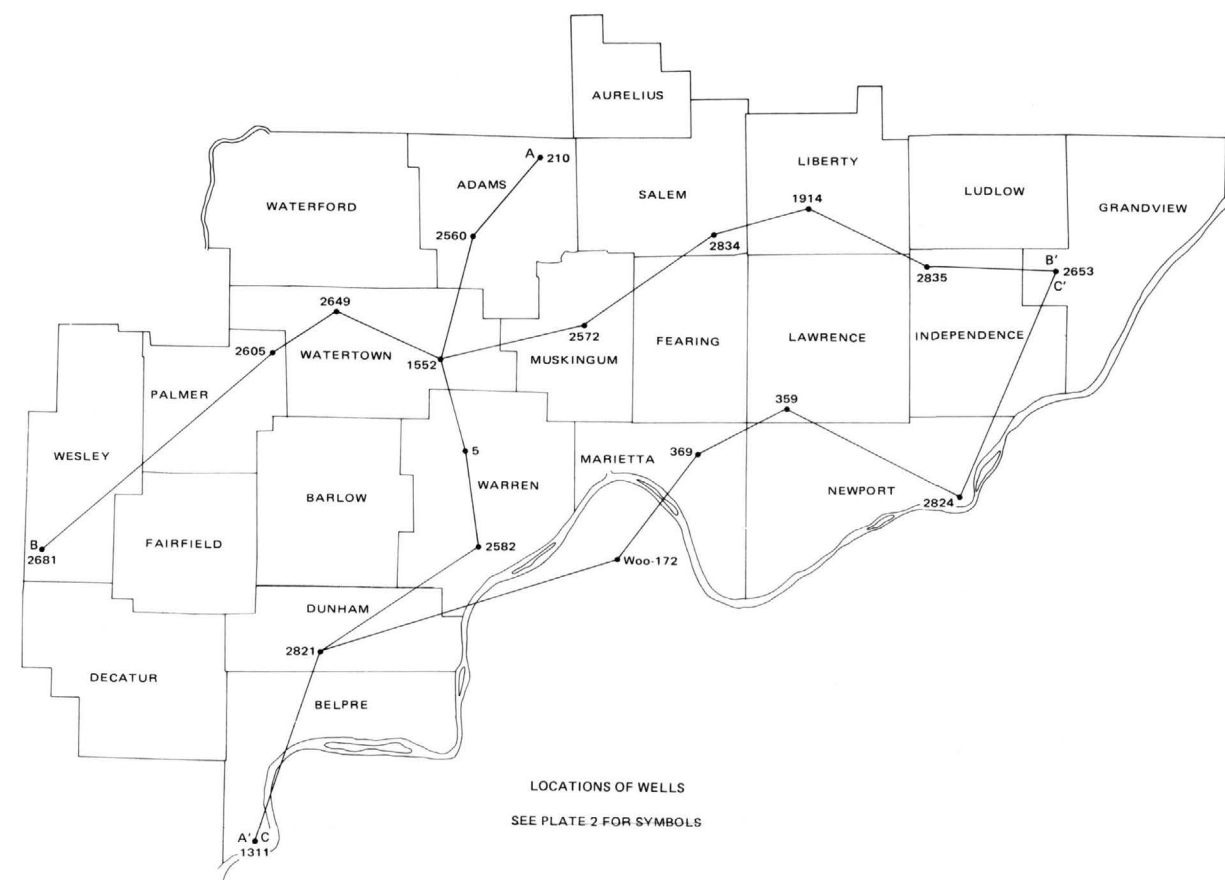 AURELIUS
A 210
LIBERTY
ADAMS
SALEM
LUDLOW
WATERFORD
1914
GRANDVIEW
2560
2834
B'
2835
2653
C'
2649
2572
INDEPENDENCE
2605
WATERTOWN
1552
MUSKINGUM
FEARING
LAWRENCE
PALMER
359
WESLEY
5
369
MARIETTA
WARREN
NEWPORT
BARLOW
2824
B
FAIRFIELD
2582
2681
Woo-172
DUNHAM
2821
DECATUR
BELPRE
LOCATIONS OF WELLS
SEE PLATE 2 FOR SYMBOLS
A' C
1311